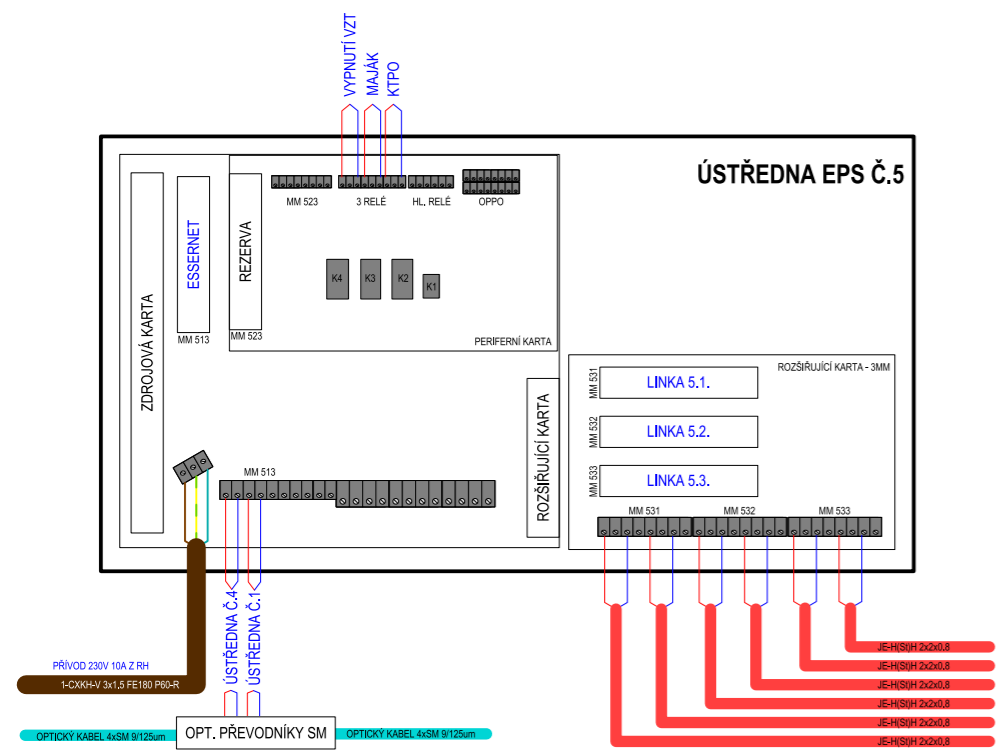 VYPNUTÍ VZT
MAJÁK
KTPO
ÚSTŘEDNA EPS Č.5
ZDROJOVÁ KARTA
ESSERNET
MM 513
REZERVA
MM 523
MM 523
3 RELÉ
HL. RELÉ
OPPO
K4
K3
K2
K1
PERIFERNÍ KARTA
ROZŠIŘUJÍCÍ KARTA
ROZŠIŘUJÍCÍ KARTA - 3MM
MM 531
LINKA 5.1.
MM 532
LINKA 5.2.
MM 533
LINKA 5.3.
MM 513
MM 531
MM 532
MM 533
ÚSTŘEDNA Č.4
ÚSTŘEDNA Č.1
PŘÍVOD 230V 10A Z RH
1-CXKH-V 3x1,5 FE180 P60-R
OPTICKÝ KABEL 4xSM 9/125um
OPT. PŘEVODNÍKY SM
OPTICKÝ KABEL 4xSM 9/125um
JE-H(St)H 2x2x0,8
JE-H(St)H 2x2x0,8
JE-H(St)H 2x2x0,8
JE-H(St)H 2x2x0,8
JE-H(St)H 2x2x0,8
JE-H(St)H 2x2x0,8